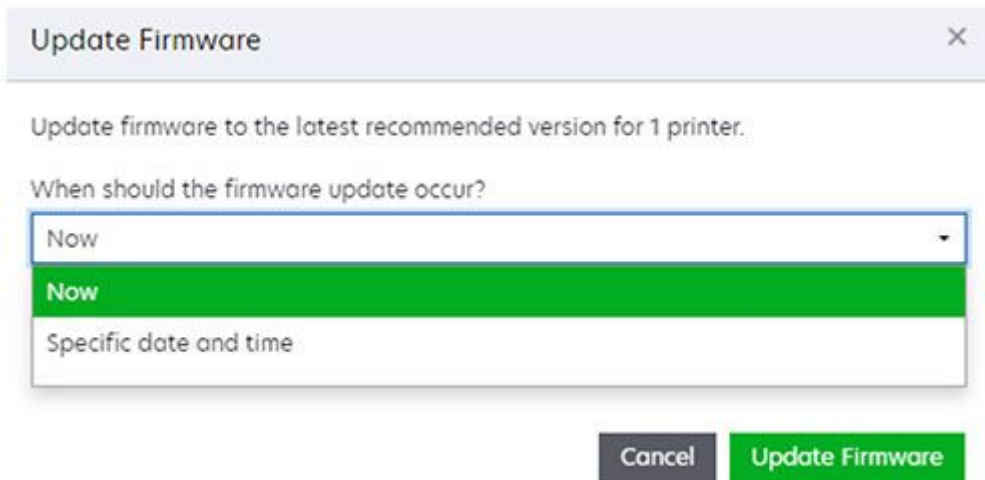 Update Firmware
Update firmware to the latest recommended version for 1 printer.
When should the firmware update occur?
Now
Now
Specific date and time
Cancel Update Firmware